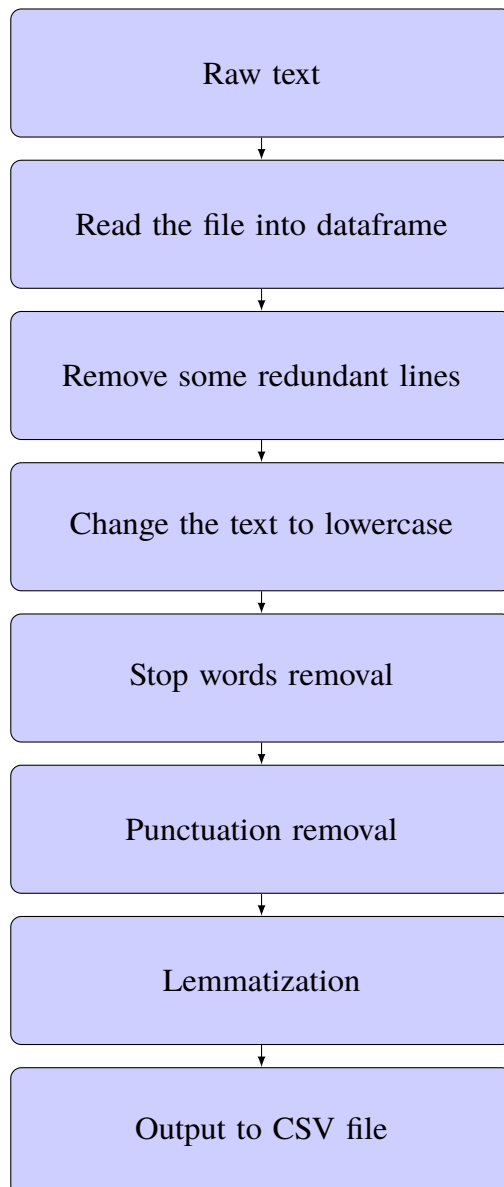 Raw text
Read the file into dataframe
Remove some redundant lines
Change the text to lowercase
Stop words removal
Punctuation removal
Lemmatization
Output to CSV file